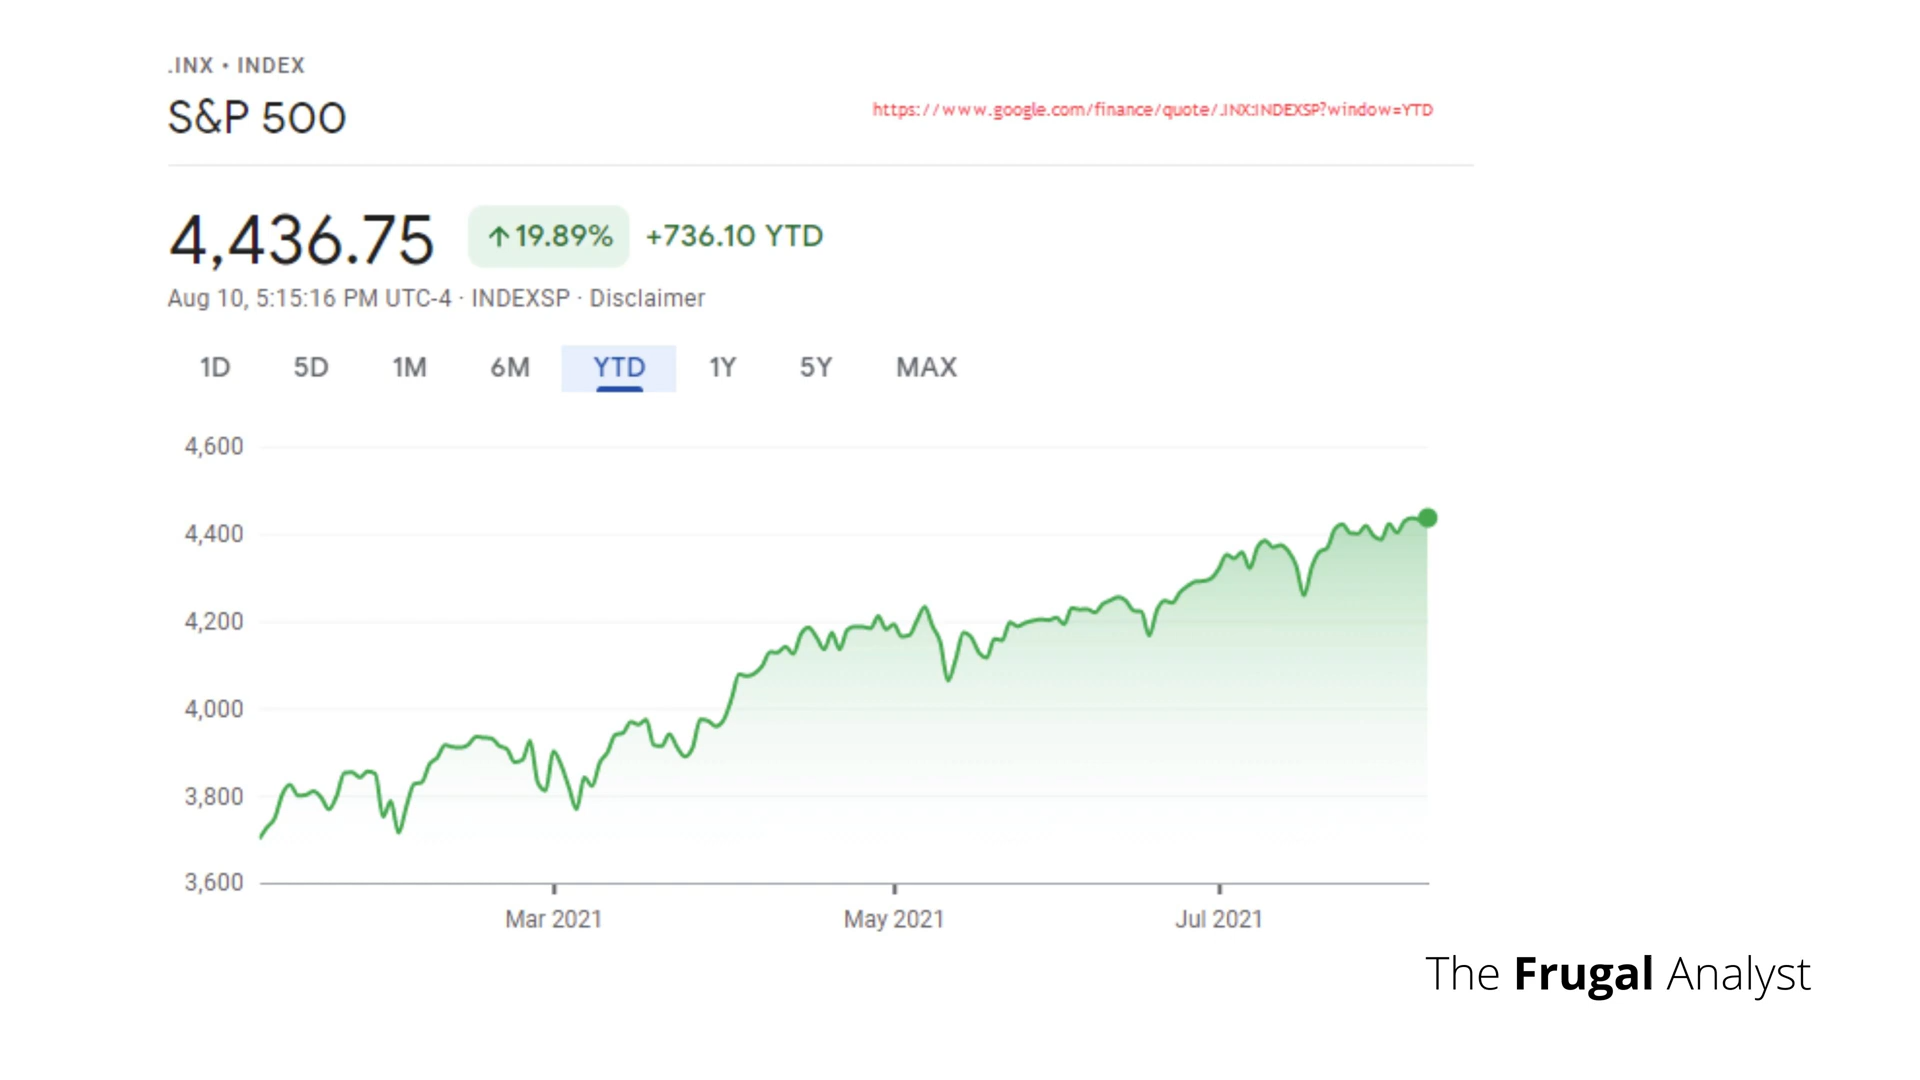 .INX • INDEX
S&P 500
https://www.google.com/finance/quote/.INX:INDEXSP?window=YTD
4,436.75 ↑19.89% +736.10 YTD
Aug 10, 5:15:16 PM UTC-4 · INDEXSP · Disclaimer
1D 5D 1M 6M YTD 1Y 5Y MAX
4,600
4,400
4,200
4,000
3,800
3,600
Mar 2021 May 2021 Jul 2021
The Frugal Analyst